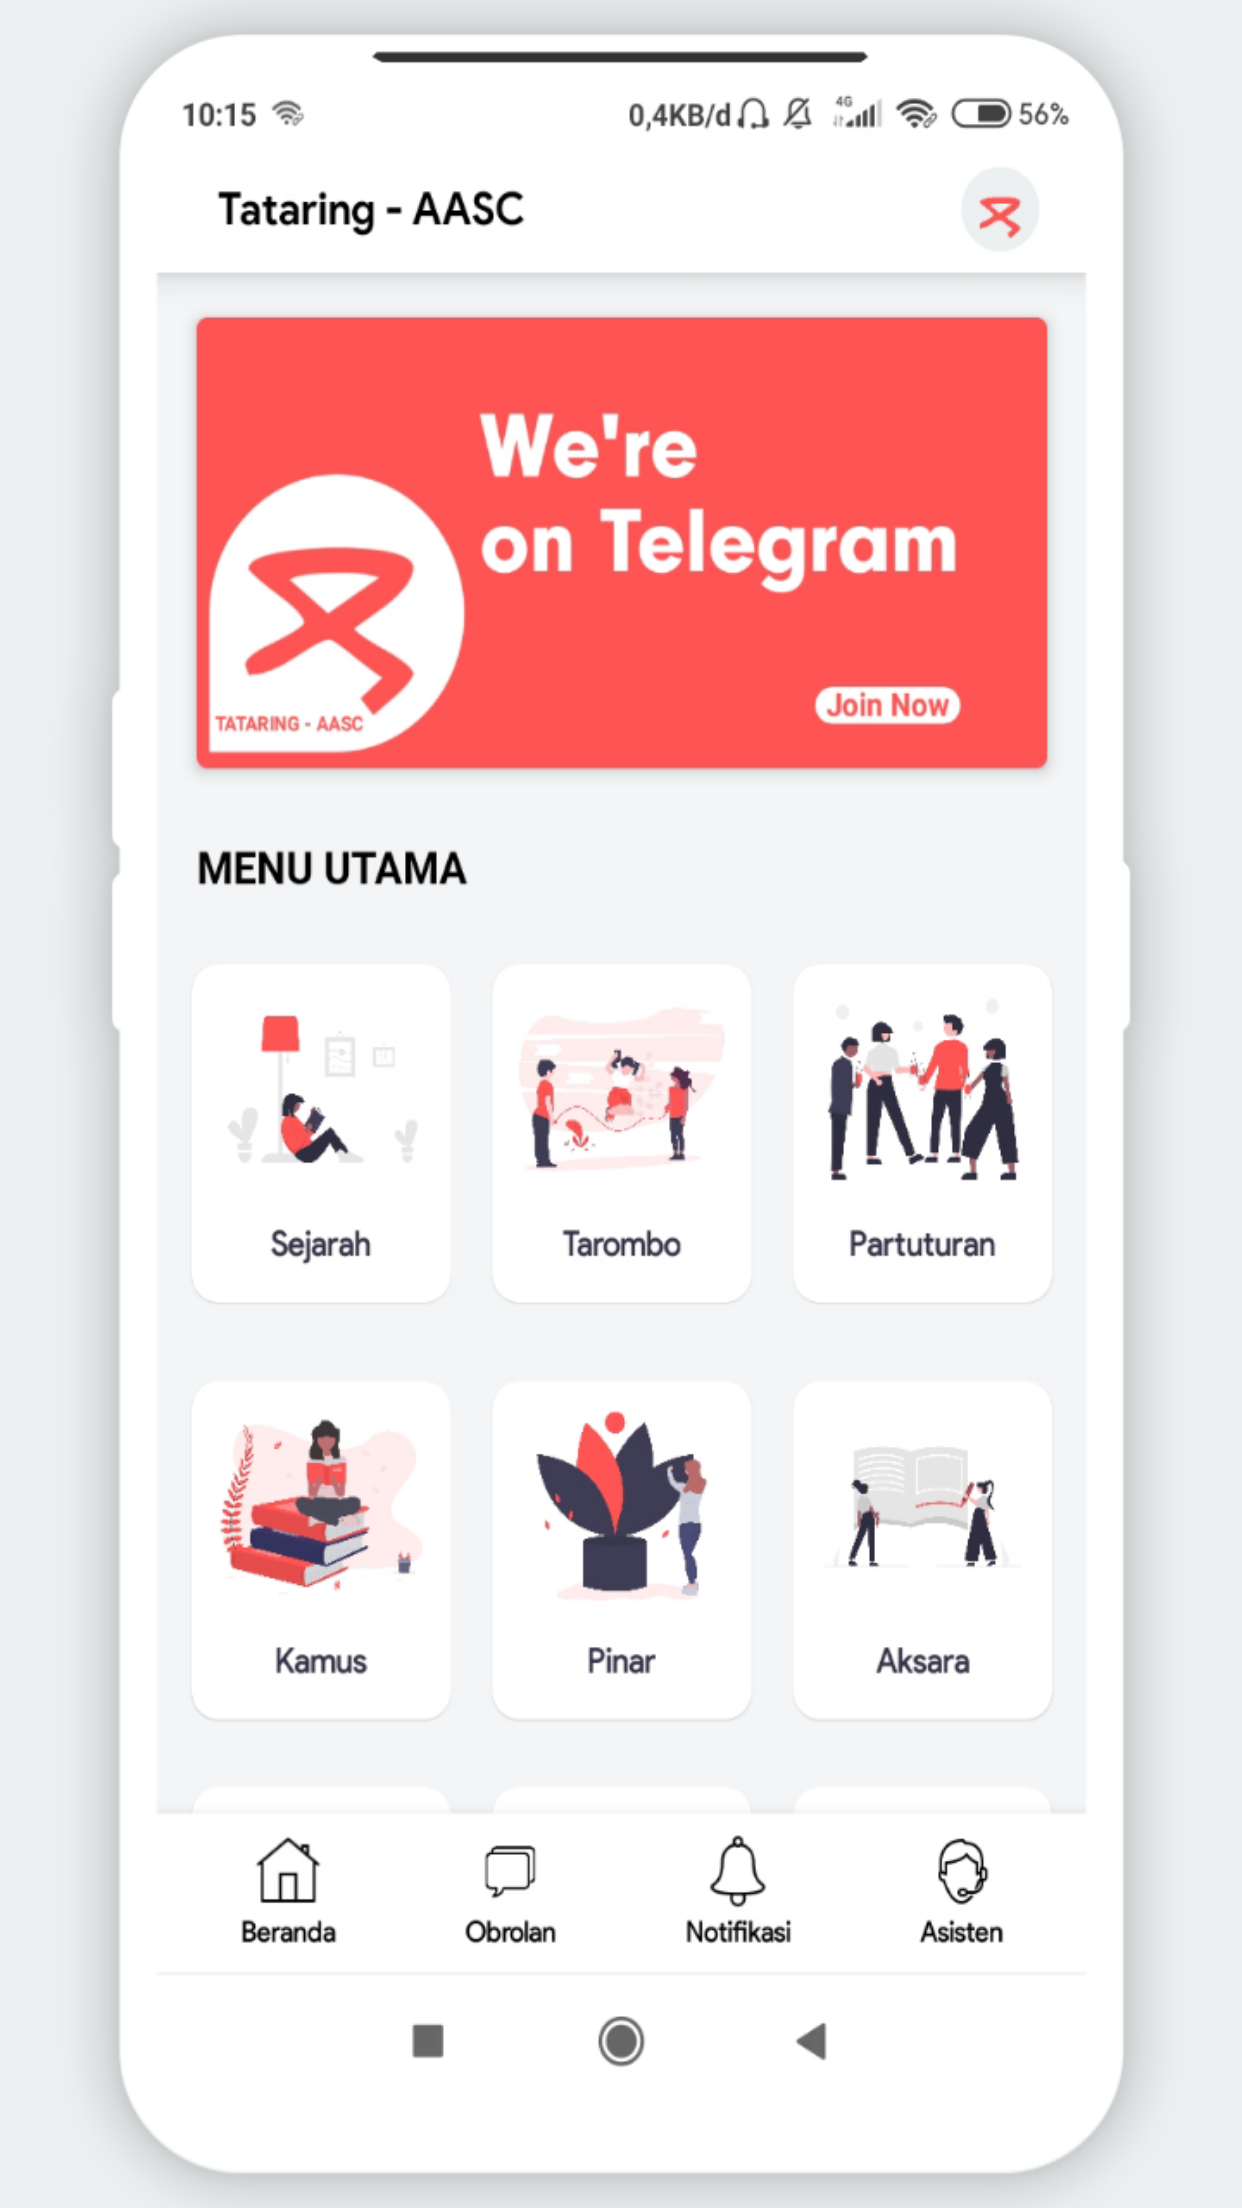 10:15 0,4KB/d 4G 56%
Tataring - AASC
We're
on Telegram
Join Now
TATARING - AASC
MENU UTAMA
Sejarah Tarombo Partuturan
Kamus Pinar Aksara
Beranda Obrolan Notifikasi Asisten